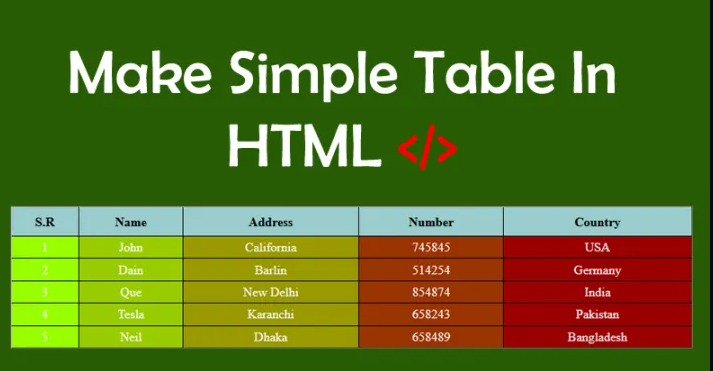 Make Simple Table In
HTML </>
S.R Name Address Number Country
1 John California 745845 USA
2 Dain Barlin 514254 Germany
3 Que New Delhi 854874 India
4 Tesla Karanchi 658243 Pakistan
5 Neil Dhaka 658489 Bangladesh